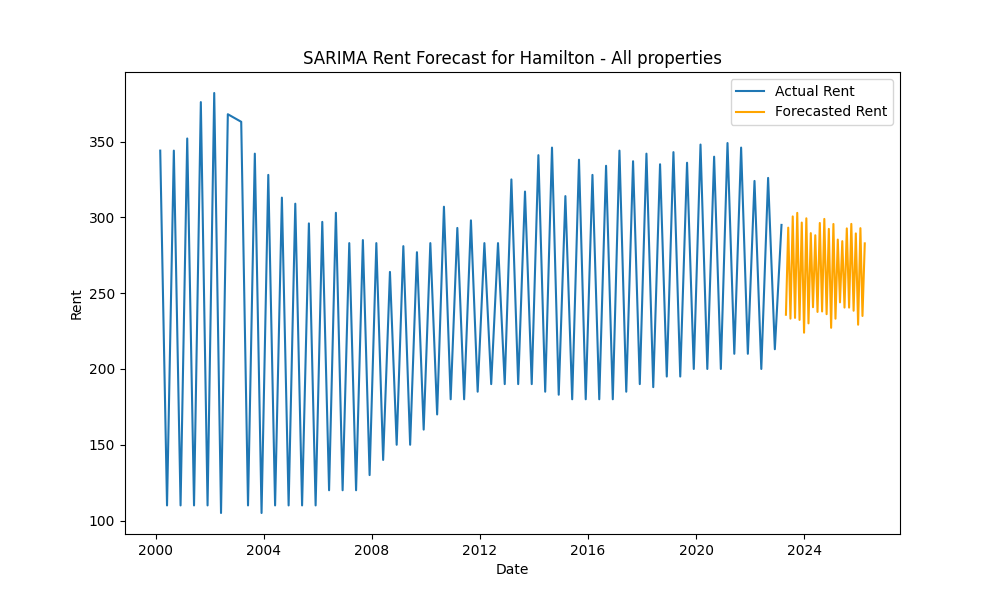 SARIMA Rent Forecast for Hamilton - All properties
Actual Rent
Forecasted Rent
350
300
250
200
150
100
Rent
2000 2004 2008 2012 2016 2020 2024
Date